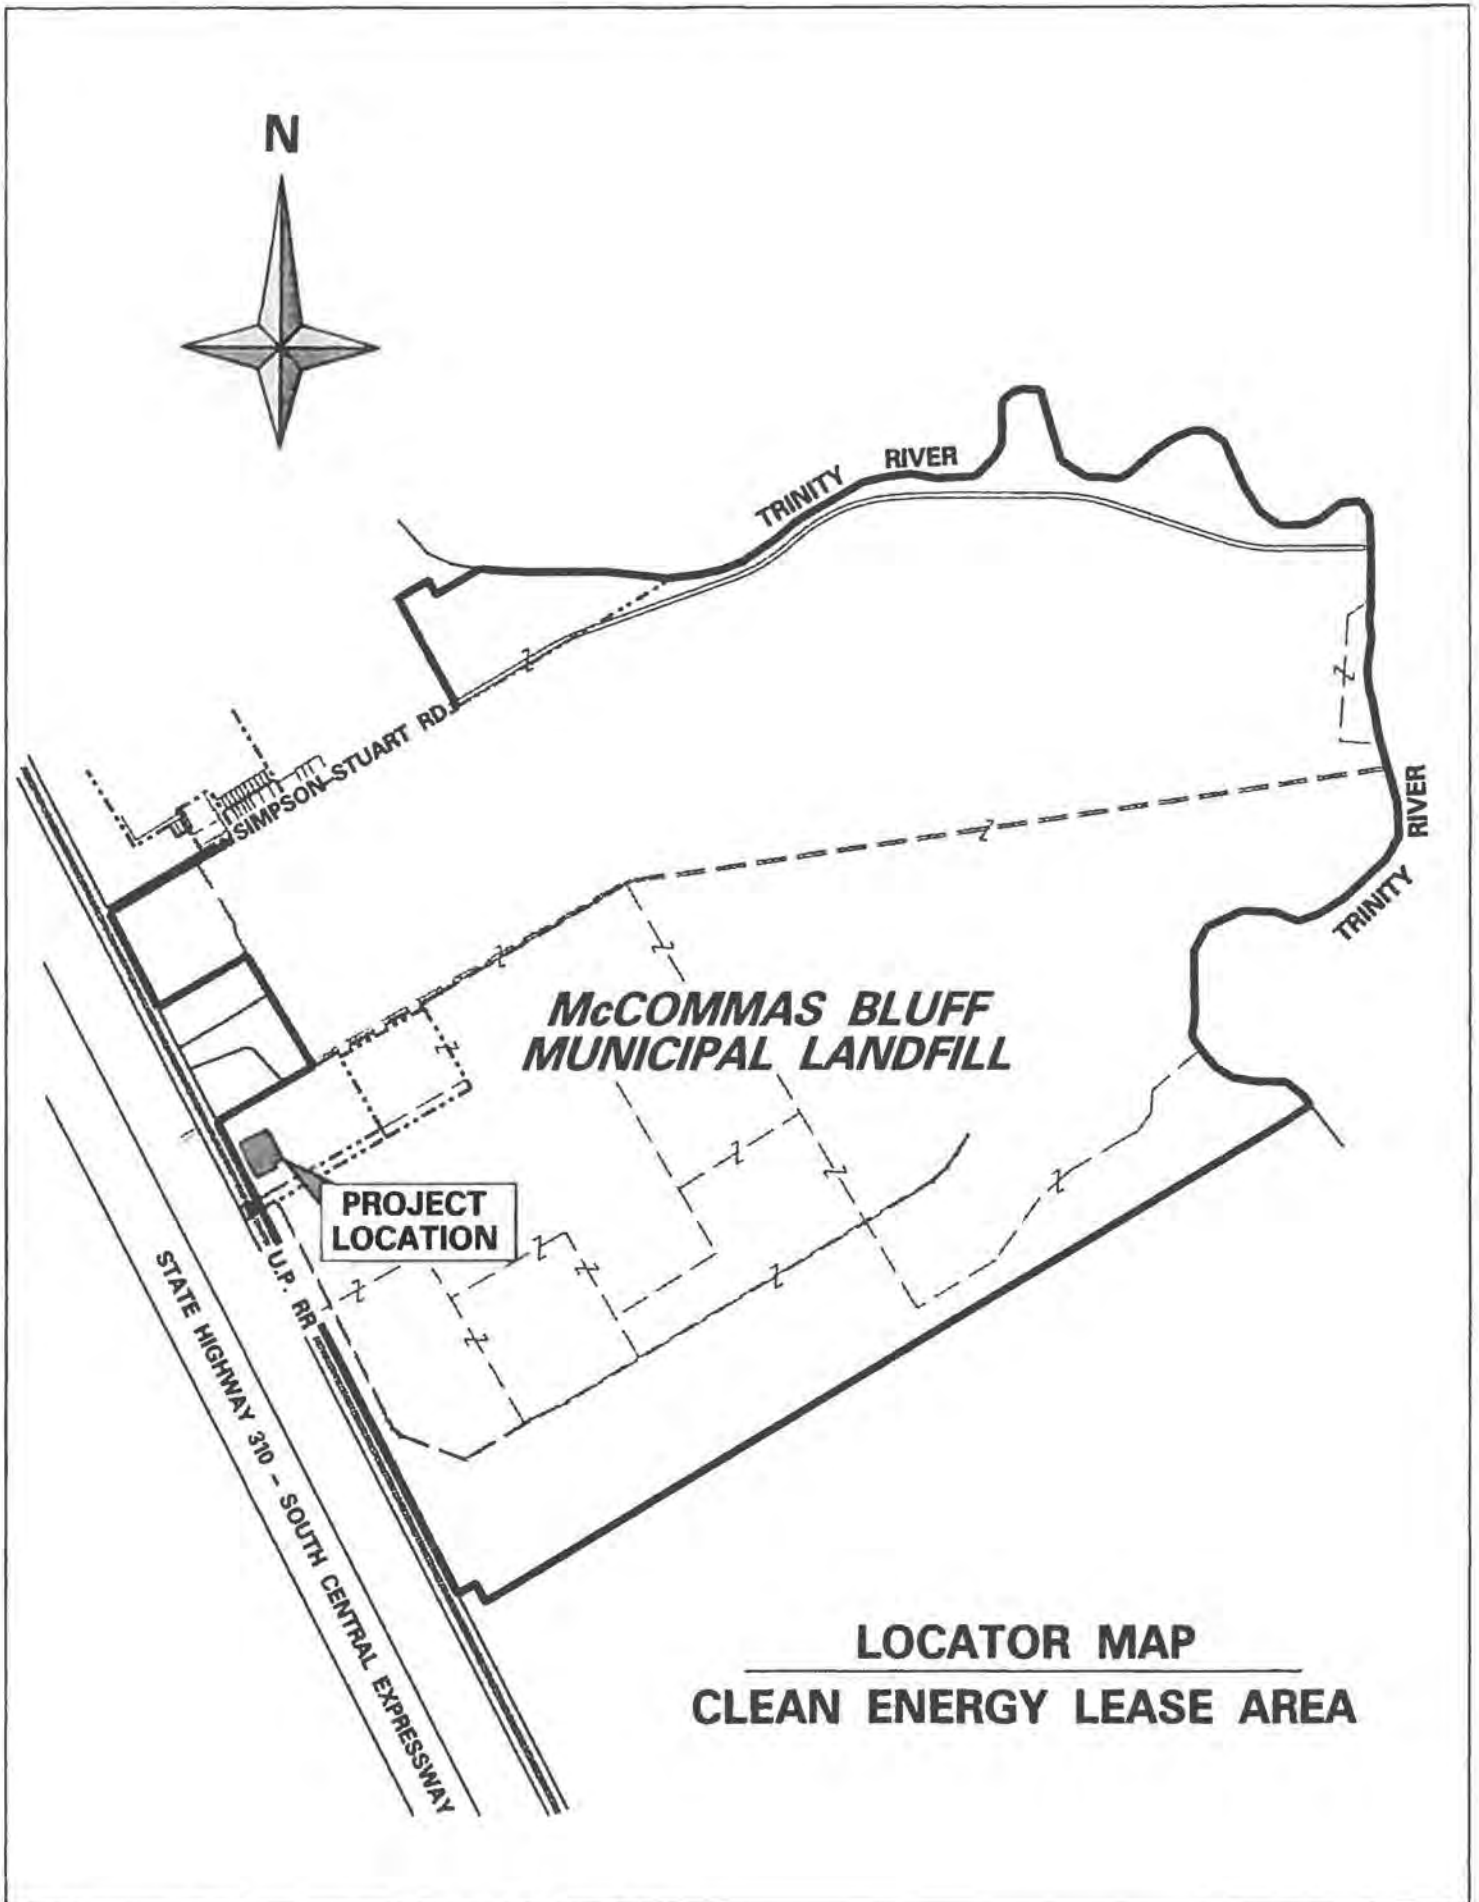 N
TRINITY RIVER
SIMPSON STUART RD.
RIVER
TRINITY
McCOMMAS BLUFF
MUNICIPAL LANDFILL
PROJECT
LOCATION
U.P. RR
STATE HIGHWAY 310 - SOUTH CENTRAL EXPRESSWAY
LOCATOR MAP
CLEAN ENERGY LEASE AREA